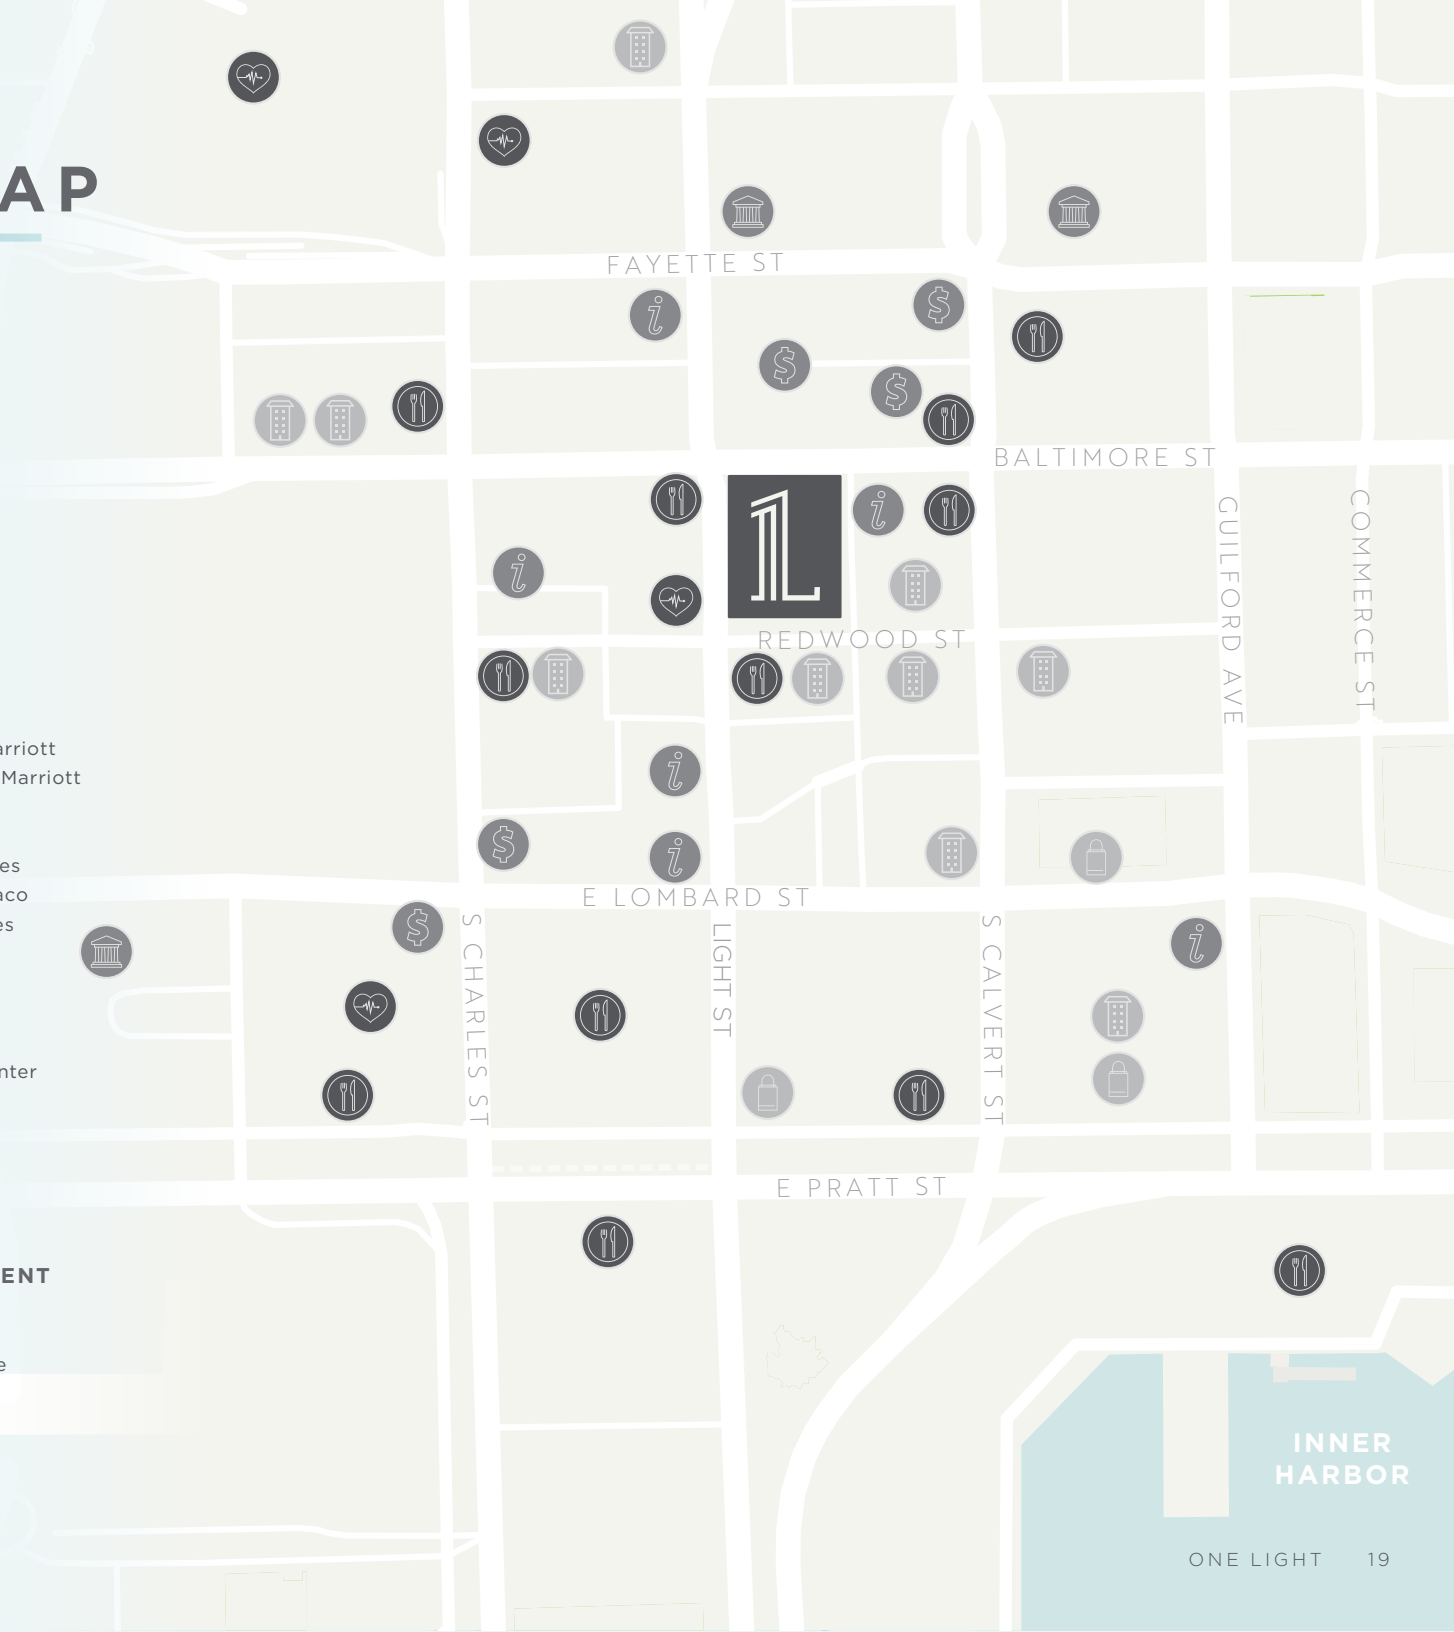 AP
FAYETTE ST
BALTIMORE ST
GUILFORD AVE
COMMERCE ST
1L
REDWOOD ST
arriott
Marriott
es
aco
es
E LOMBARD ST
S CHARLES ST
LIGHT ST
S CALVERT ST
nter
E PRATT ST
ENT
e
INNER
HARBOR
ONE LIGHT 19